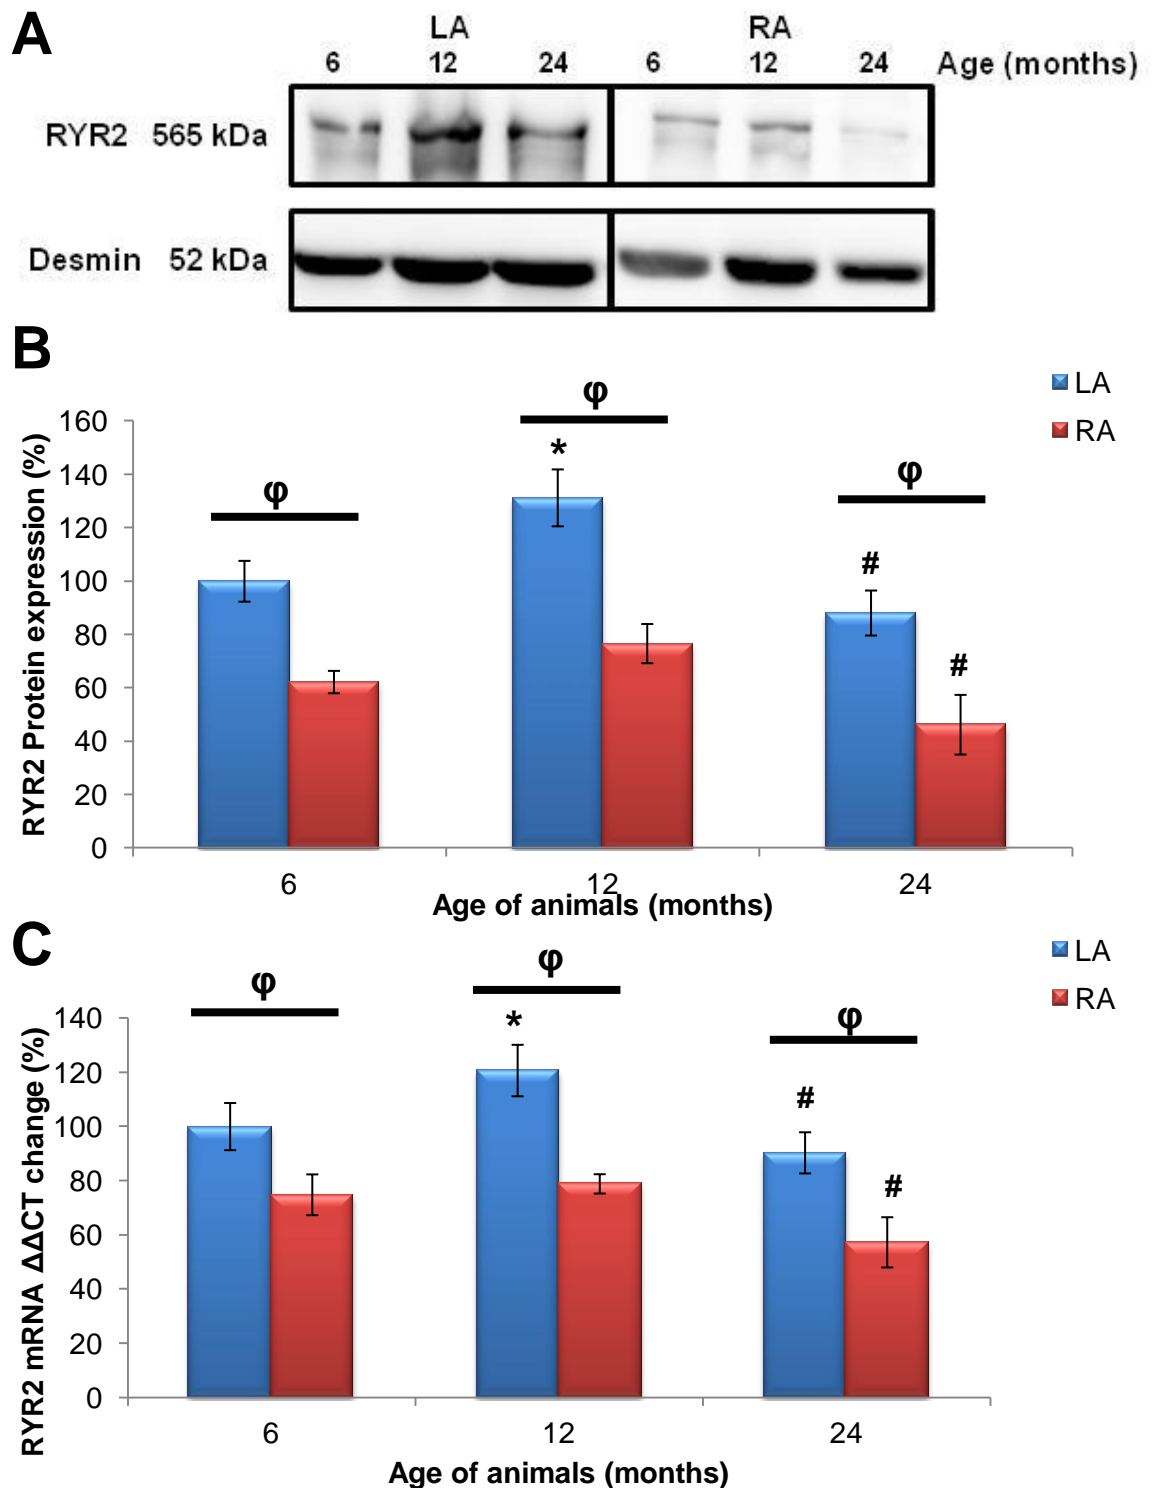 A
LA RA
6 12 24 6 12 24 Age (months)
RYR2 565 kDa
Desmin 52 kDa
B
LA
RA
φ
φ
φ
*
#
#
RYR2 Protein expression (%)
160
140
120
100
80
60
40
20
0
6 12 24
Age of animals (months)
C
LA
RA
φ
φ
φ
*
#
#
RYR2 mRNA ΔΔCT change (%)
140
120
100
80
60
40
20
0
6 12 24
Age of animals (months)